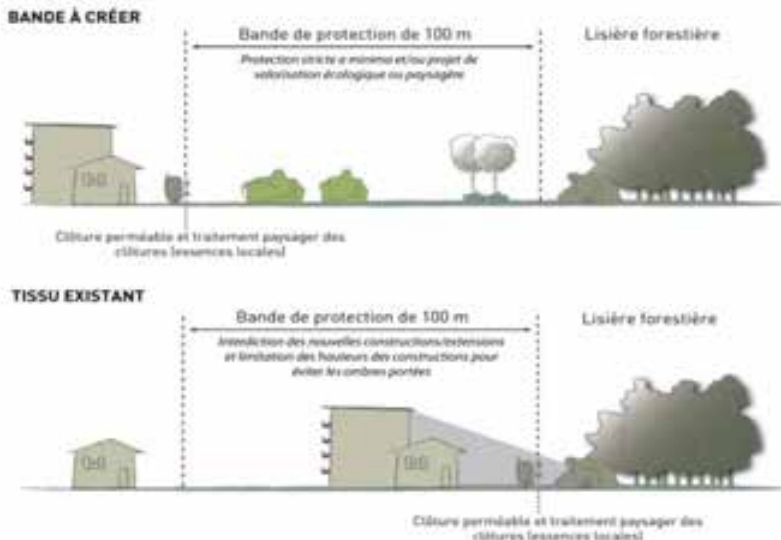 BANDE À CRÉER
Bande de protection de 100 m
Lisière forestière
Protection stricte a minima et/ou projet de
valorisation écologique ou paysagère
Clôture perméable et traitement paysager des
clôtures (essences locales)
TISSU EXISTANT
Bande de protection de 100 m
Lisière forestière
Interdiction des nouvelles constructions/extensions
et limitation des hauteurs des constructions pour
éviter les ombres portées
Clôture perméable et traitement paysager des
clôtures (essences locales)